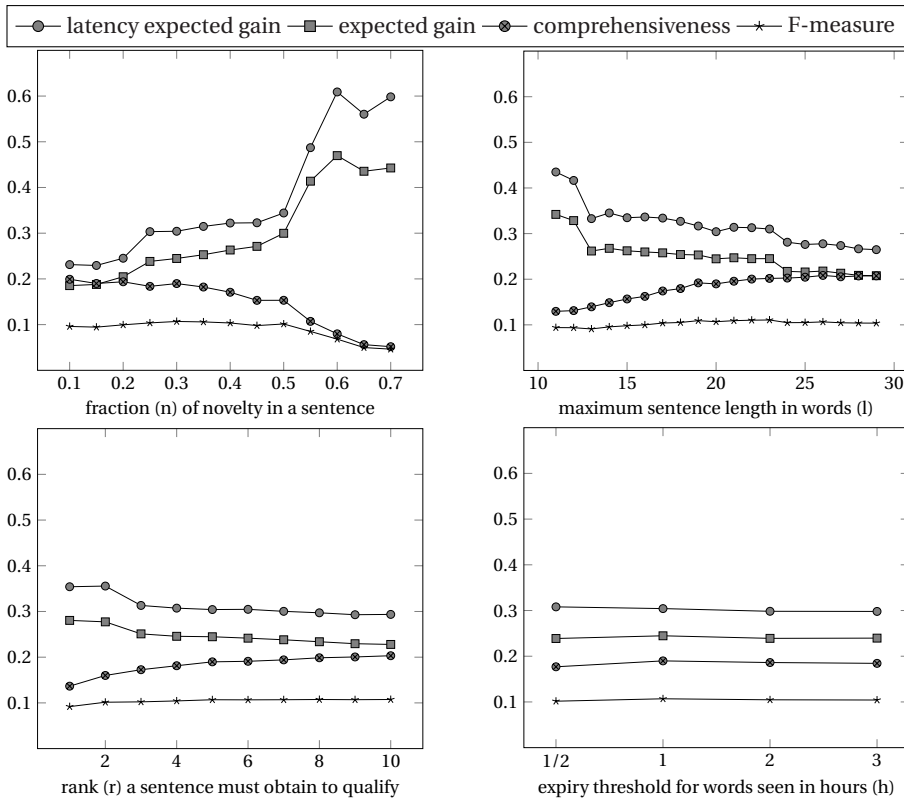 latency expected gain expected gain comprehensiveness F-measure
0.6
0.5
0.4
0.3
0.2
0.1
0.1 0.2 0.3 0.4 0.5 0.6 0.7
fraction (n) of novelty in a sentence
0.6
0.5
0.4
0.3
0.2
0.1
10 15 20 25 30
maximum sentence length in words (l)
0.6
0.5
0.4
0.3
0.2
0.1
2 4 6 8 10
rank (r) a sentence must obtain to qualify
0.6
0.5
0.4
0.3
0.2
0.1
1/2 1 2 3
expiry threshold for words seen in hours (h)